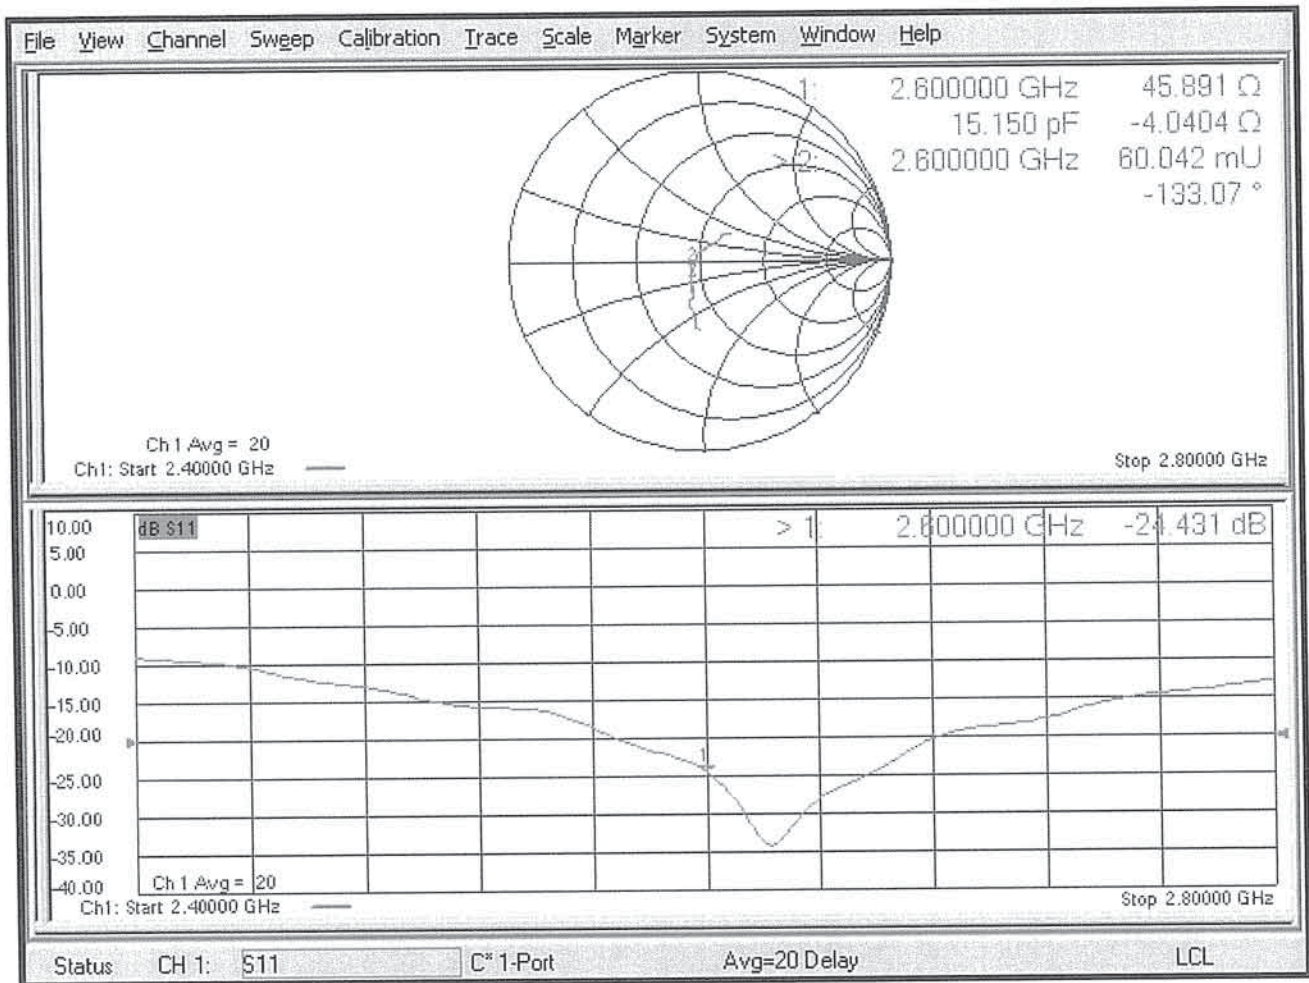 File View Channel Sweep Calibration Trace Scale Marker System Window Help
1: 2.600000 GHz 45.891 Ω
15.150 pF -4.0404 Ω
> 2: 2.600000 GHz 60.042 mU
-133.07 °
2
Ch 1 Avg = 20
Ch1: Start 2.40000 GHz
Stop 2.80000 GHz
10.00
dB S11
> 1: 2.600000 GHz -24.431 dB
5.00
0.00
-5.00
-10.00
-15.00
-20.00
1
-25.00
-30.00
-35.00
-40.00
Ch 1 Avg = 20
Ch1: Start 2.40000 GHz
Stop 2.80000 GHz
Status CH 1: S11 C* 1-Port Avg=20 Delay LCL